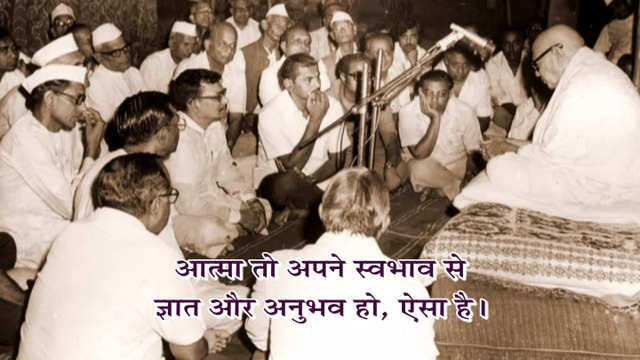 आत्मा तो अपने स्वभाव से
ज्ञात और अनुभव हो, ऐसा है।